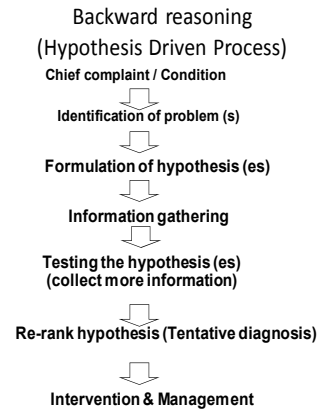 Backward reasoning
(Hypothesis Driven Process)
Chief complaint / Condition
Identification of problem (s)
Formulation of hypothesis (es)
Information gathering
Testing the hypothesis (es)
(collect more information)
Re-rank hypothesis (Tentative diagnosis)
Intervention & Management